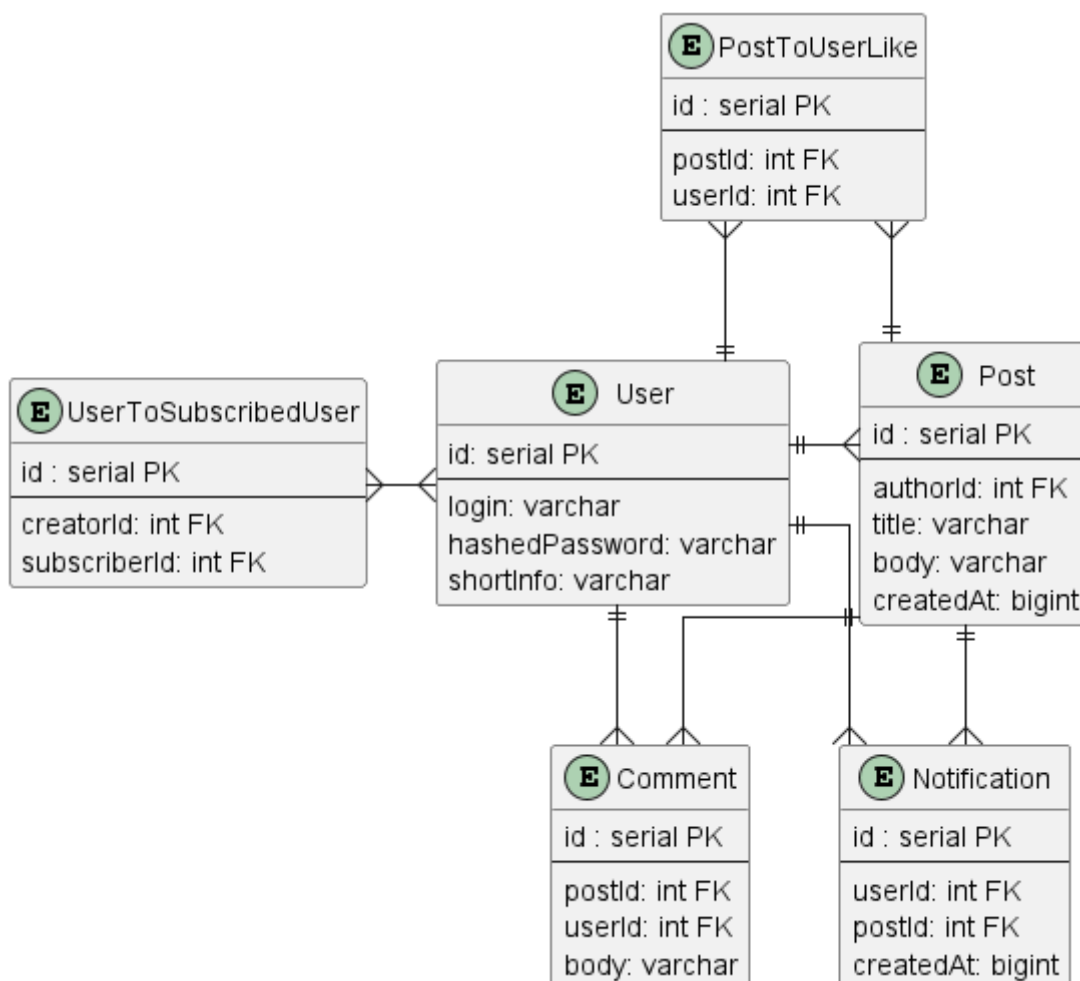 E PostToUserLike
id : serial PK
postId: int FK
userId: int FK
E UserToSubscribedUser
id : serial PK
creatorId: int FK
subscriberId: int FK
E User
id: serial PK
login: varchar
hashedPassword: varchar
shortInfo: varchar
E Post
id : serial PK
authorId: int FK
title: varchar
body: varchar
createdAt: bigint
E Comment
id : serial PK
postId: int FK
userId: int FK
body: varchar
E Notification
id : serial PK
userId: int FK
postId: int FK
createdAt: bigint